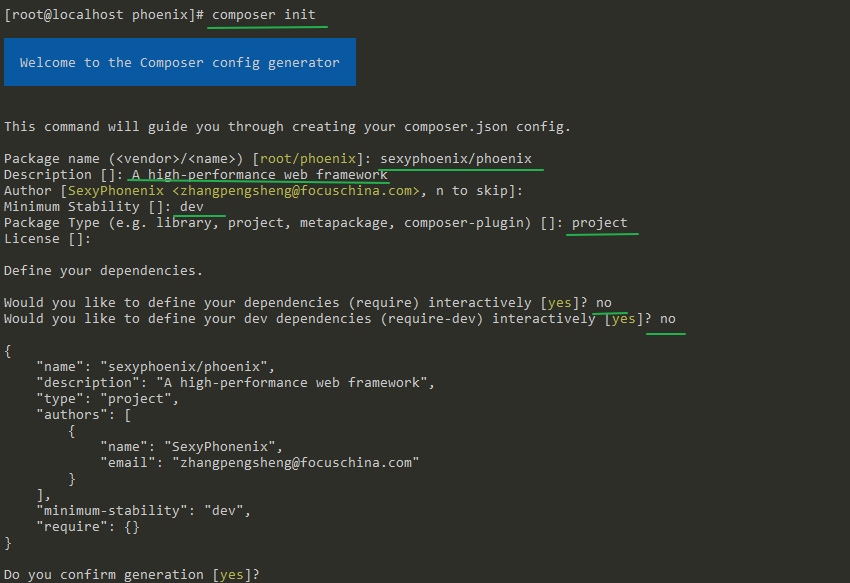 [root@localhost phoenix]# composer init
Welcome to the Composer config generator
This command will guide you through creating your composer.json config.
Package name (<vendor>/<name>) [root/phoenix]: sexyphoenix/phoenix
Description []: A high-performance web framework
Author [SexyPhonenix <zhangpengsheng@focuschina.com>, n to skip]:
Minimum Stability []: dev
Package Type (e.g. library, project, metapackage, composer-plugin) []: project
License []:
Define your dependencies.
Would you like to define your dependencies (require) interactively [yes]? no
Would you like to define your dev dependencies (require-dev) interactively [yes]? no
{
    "name": "sexyphoenix/phoenix",
    "description": "A high-performance web framework",
    "type": "project",
    "authors": [
        {
            "name": "SexyPhonenix",
            "email": "zhangpengsheng@focuschina.com"
        }
    ],
    "minimum-stability": "dev",
    "require": {}
}
Do you confirm generation [yes]?